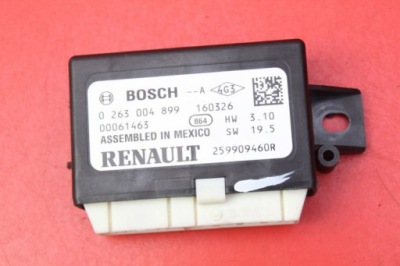 BOSCH --A 4G3
0 263 004 899 160326
00061463 864 HW 3.10
ASSEMBLED IN MEXICO SW 19.5
RENAULT 259909460R